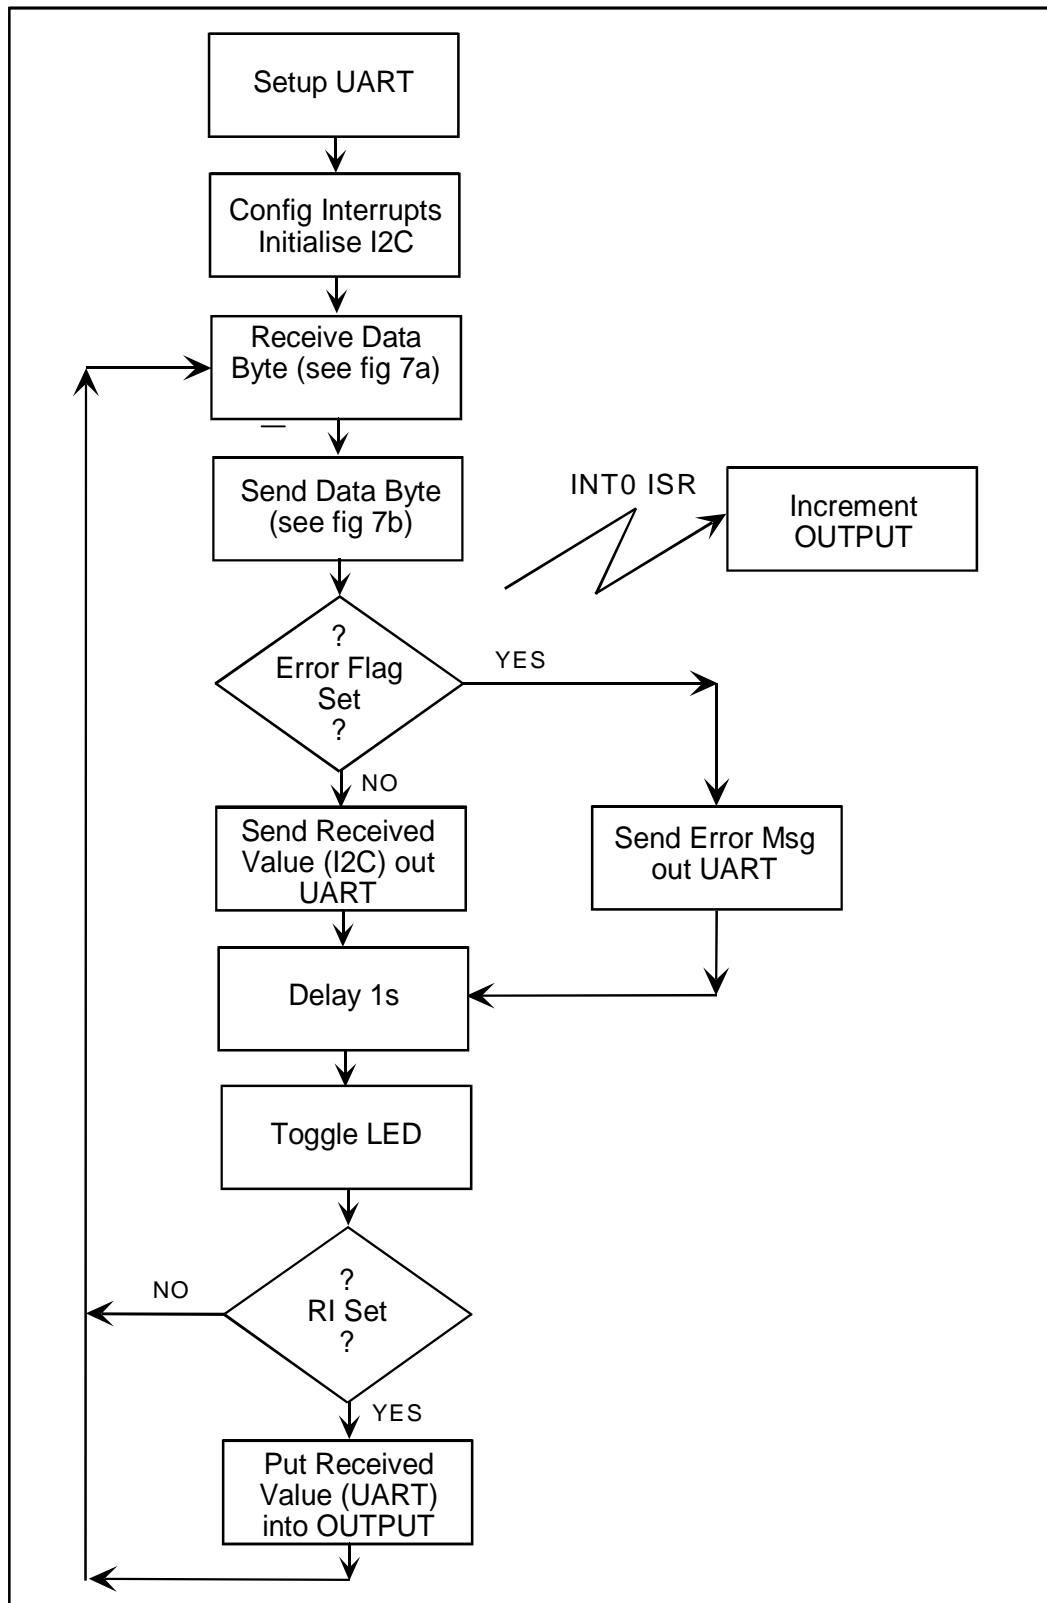 Setup UART
Config Interrupts
Initialise I2C
Receive Data
Byte (see fig 7a)
Send Data Byte
(see fig 7b)
INT0 ISR
Increment
OUTPUT
?
Error Flag
Set
?
YES
NO
Send Received
Value (I2C) out
UART
Send Error Msg
out UART
Delay 1s
Toggle LED
?
RI Set
?
NO
YES
Put Received
Value (UART)
into OUTPUT